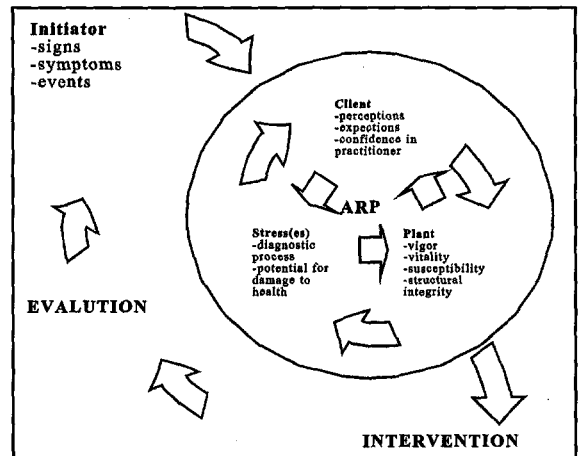 Initiator
-signs
-symptoms
-events
Client
-perceptions
-expections
-confidence in
practitioner
ARP
Stress(es)
-diagnostic
process
-potential for
damage to
health
Plant
-vigor
-vitality
-susceptibility
-structural
integrity
EVALUTION
INTERVENTION